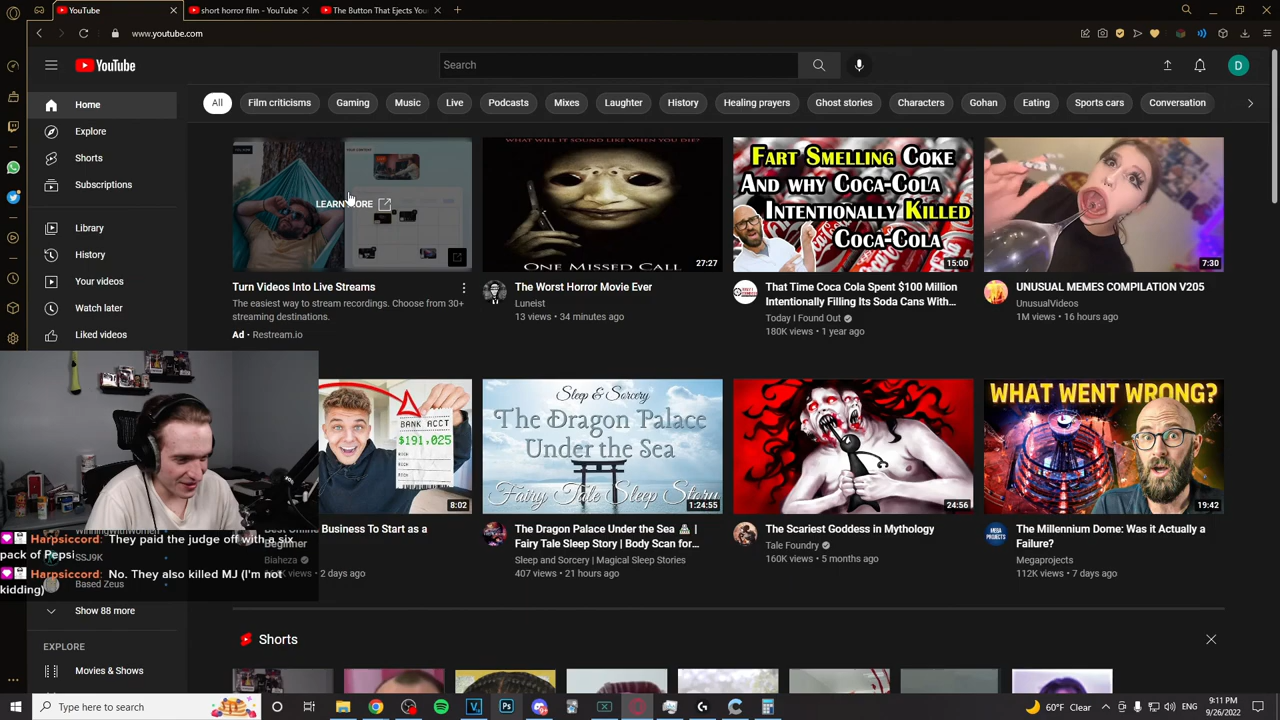 YouTube
short horror film - YouTube
The Button That Ejects You
www.youtube.com
YouTube
Search
D
Home
Explore
Shorts
Subscriptions
Library
History
Your videos
Watch later
Liked videos
All
Film criticisms
Gaming
Music
Live
Podcasts
Mixes
Laughter
History
Healing prayers
Ghost stories
Characters
Gohan
Eating
Sports cars
Conversation
LEARN MORE
Turn Videos Into Live Streams
The easiest way to stream recordings. Choose from 30+
streaming destinations.
Ad · Restream.io
WHAT WILL IT SOUND LIKE WHEN YOU DIE?
ONE MISSED CALL
27:27
The Worst Horror Movie Ever
Luneist
13 views · 34 minutes ago
FART SMELLING COKE
AND WHY COCA-COLA
INTENTIONALLY KILLED
COCA-COLA
15:00
That Time Coca Cola Spent $100 Million
Intentionally Filling Its Soda Cans With…
Today I Found Out
180K views · 1 year ago
7:30
UNUSUAL MEMES COMPILATION V205
UnusualVideos
1M views · 16 hours ago
BANK ACCT
$191,025
8:02
Business To Start as a
Beginner
Biaheza
views · 2 days ago
Sleep & Sorcery
The Dragon Palace
Under the Sea
Fairy Tale Sleep Story
1:24:55
The Dragon Palace Under the Sea 🏯 |
Fairy Tale Sleep Story | Body Scan for…
Sleep and Sorcery | Magical Sleep Stories
407 views · 21 hours ago
24:56
The Scariest Goddess in Mythology
Tale Foundry
160K views · 5 months ago
WHAT WENT WRONG?
19:42
MEGA
PROJECTS
The Millennium Dome: Was it Actually a
Failure?
Megaprojects
112K views · 7 days ago
Harpsiccord: They paid the judge off with a six
pack of Pepsi
SSJ9K
Harpsiccord: No. They also killed MJ (I'm not
kidding)
Based Zeus
Show 88 more
EXPLORE
Movies & Shows
Shorts
Type here to search
60°F Clear
9:11 PM
9/26/2022